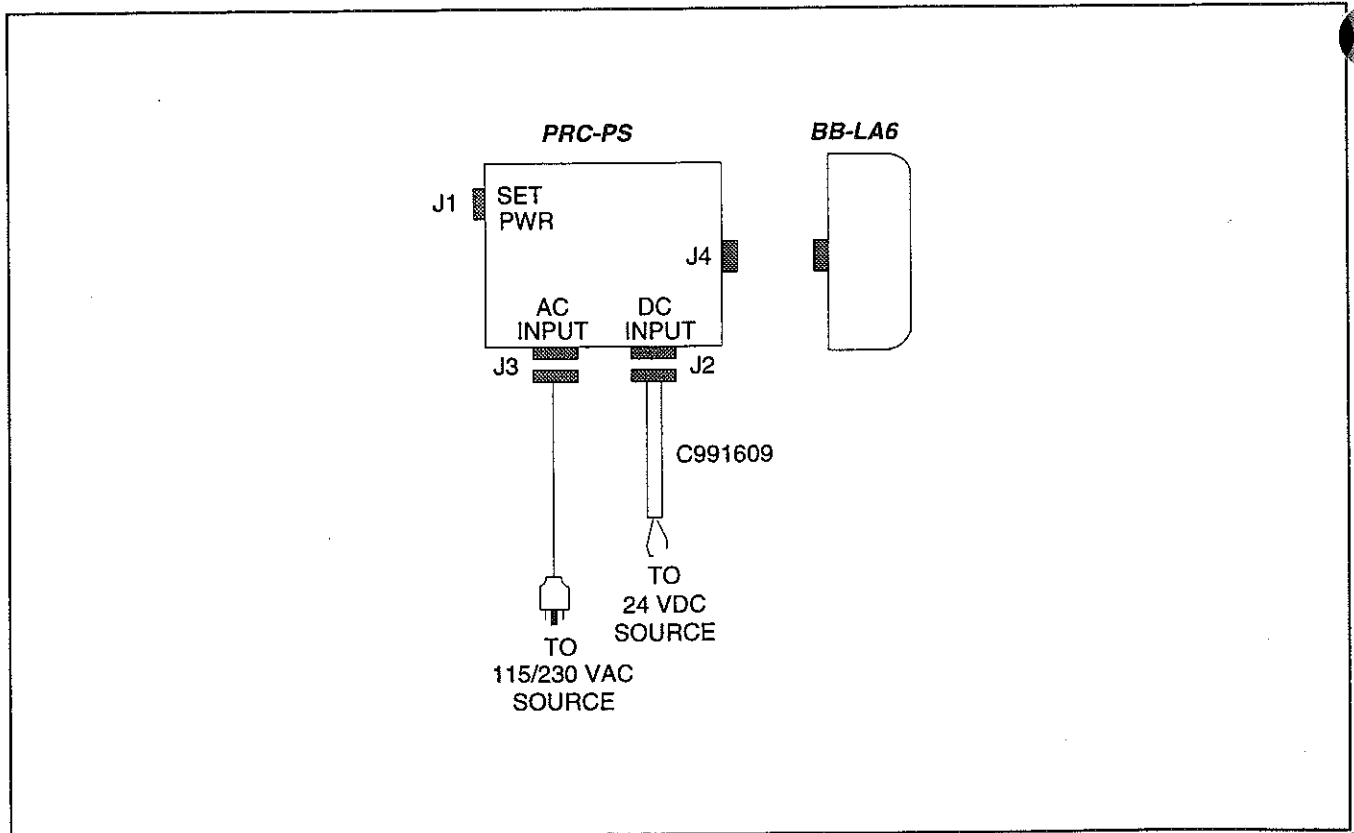 PRC-PS
BB-LA6
J1
SET
PWR
J4
AC
INPUT
DC
INPUT
J3
J2
C991609
TO
24 VDC
SOURCE
TO
115/230 VAC
SOURCE